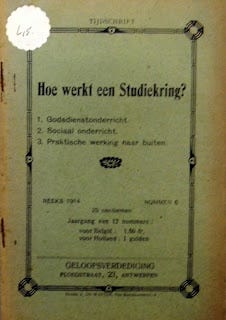 TIJDSCHRIFT
Hoe werkt een Studiekring?
1. Godsdienstonderricht.
2. Sociaal onderricht.
3. Praktische werking naar buiten
REEKS 1914 NUMMER 6
25 centiemen
Jaargang van 12 nummers:
voor België : 1,80 fr.
voor Holland : 1 gulden
GELOOFSVERDEDIGING
PLOEGSTRAAT, 23, ANTWERPEN